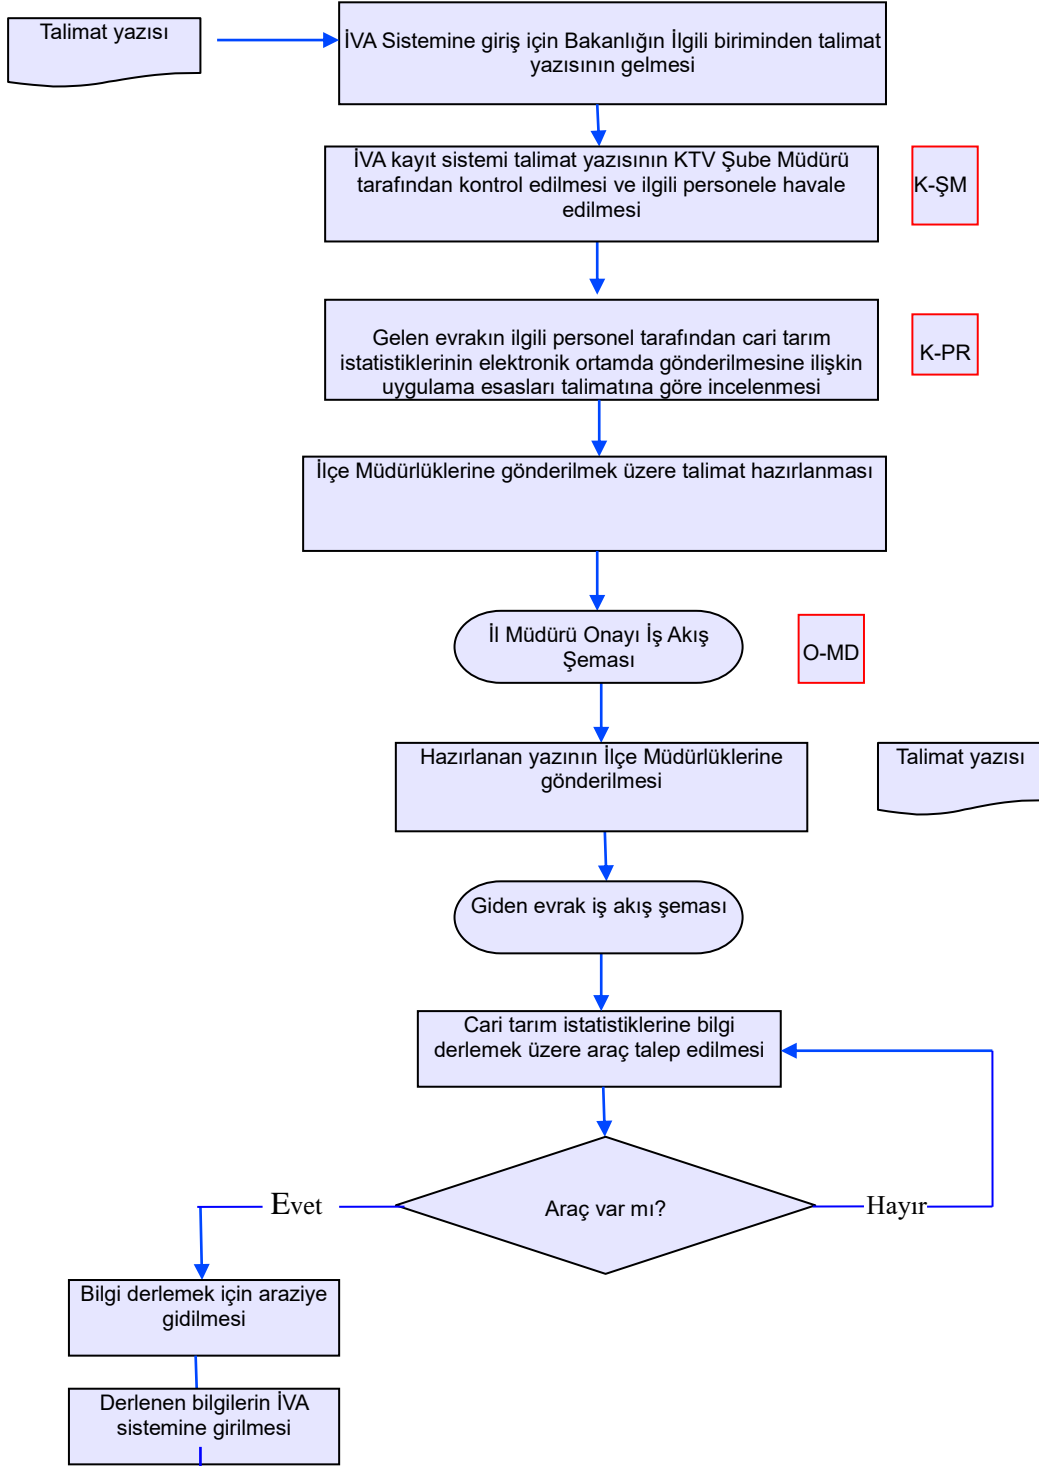 Talimat yazısı
İVA Sistemine giriş için Bakanlığın İlgili biriminden talimat
yazısının gelmesi
İVA kayıt sistemi talimat yazısının KTV Şube Müdürü
tarafından kontrol edilmesi ve ilgili personele havale
edilmesi
K-ŞM
Gelen evrakın ilgili personel tarafından cari tarım
istatistiklerinin elektronik ortamda gönderilmesine ilişkin
uygulama esasları talimatına göre incelenmesi
K-PR
İlçe Müdürlüklerine gönderilmek üzere talimat hazırlanması
İl Müdürü Onayı İş Akış
Şeması
O-MD
Hazırlanan yazının İlçe Müdürlüklerine
gönderilmesi
Talimat yazısı
Giden evrak iş akış şeması
Cari tarım istatistiklerine bilgi
derlemek üzere araç talep edilmesi
Evet
Araç var mı?
Hayır
Bilgi derlemek için araziye
gidilmesi
Derlenen bilgilerin İVA
sistemine girilmesi